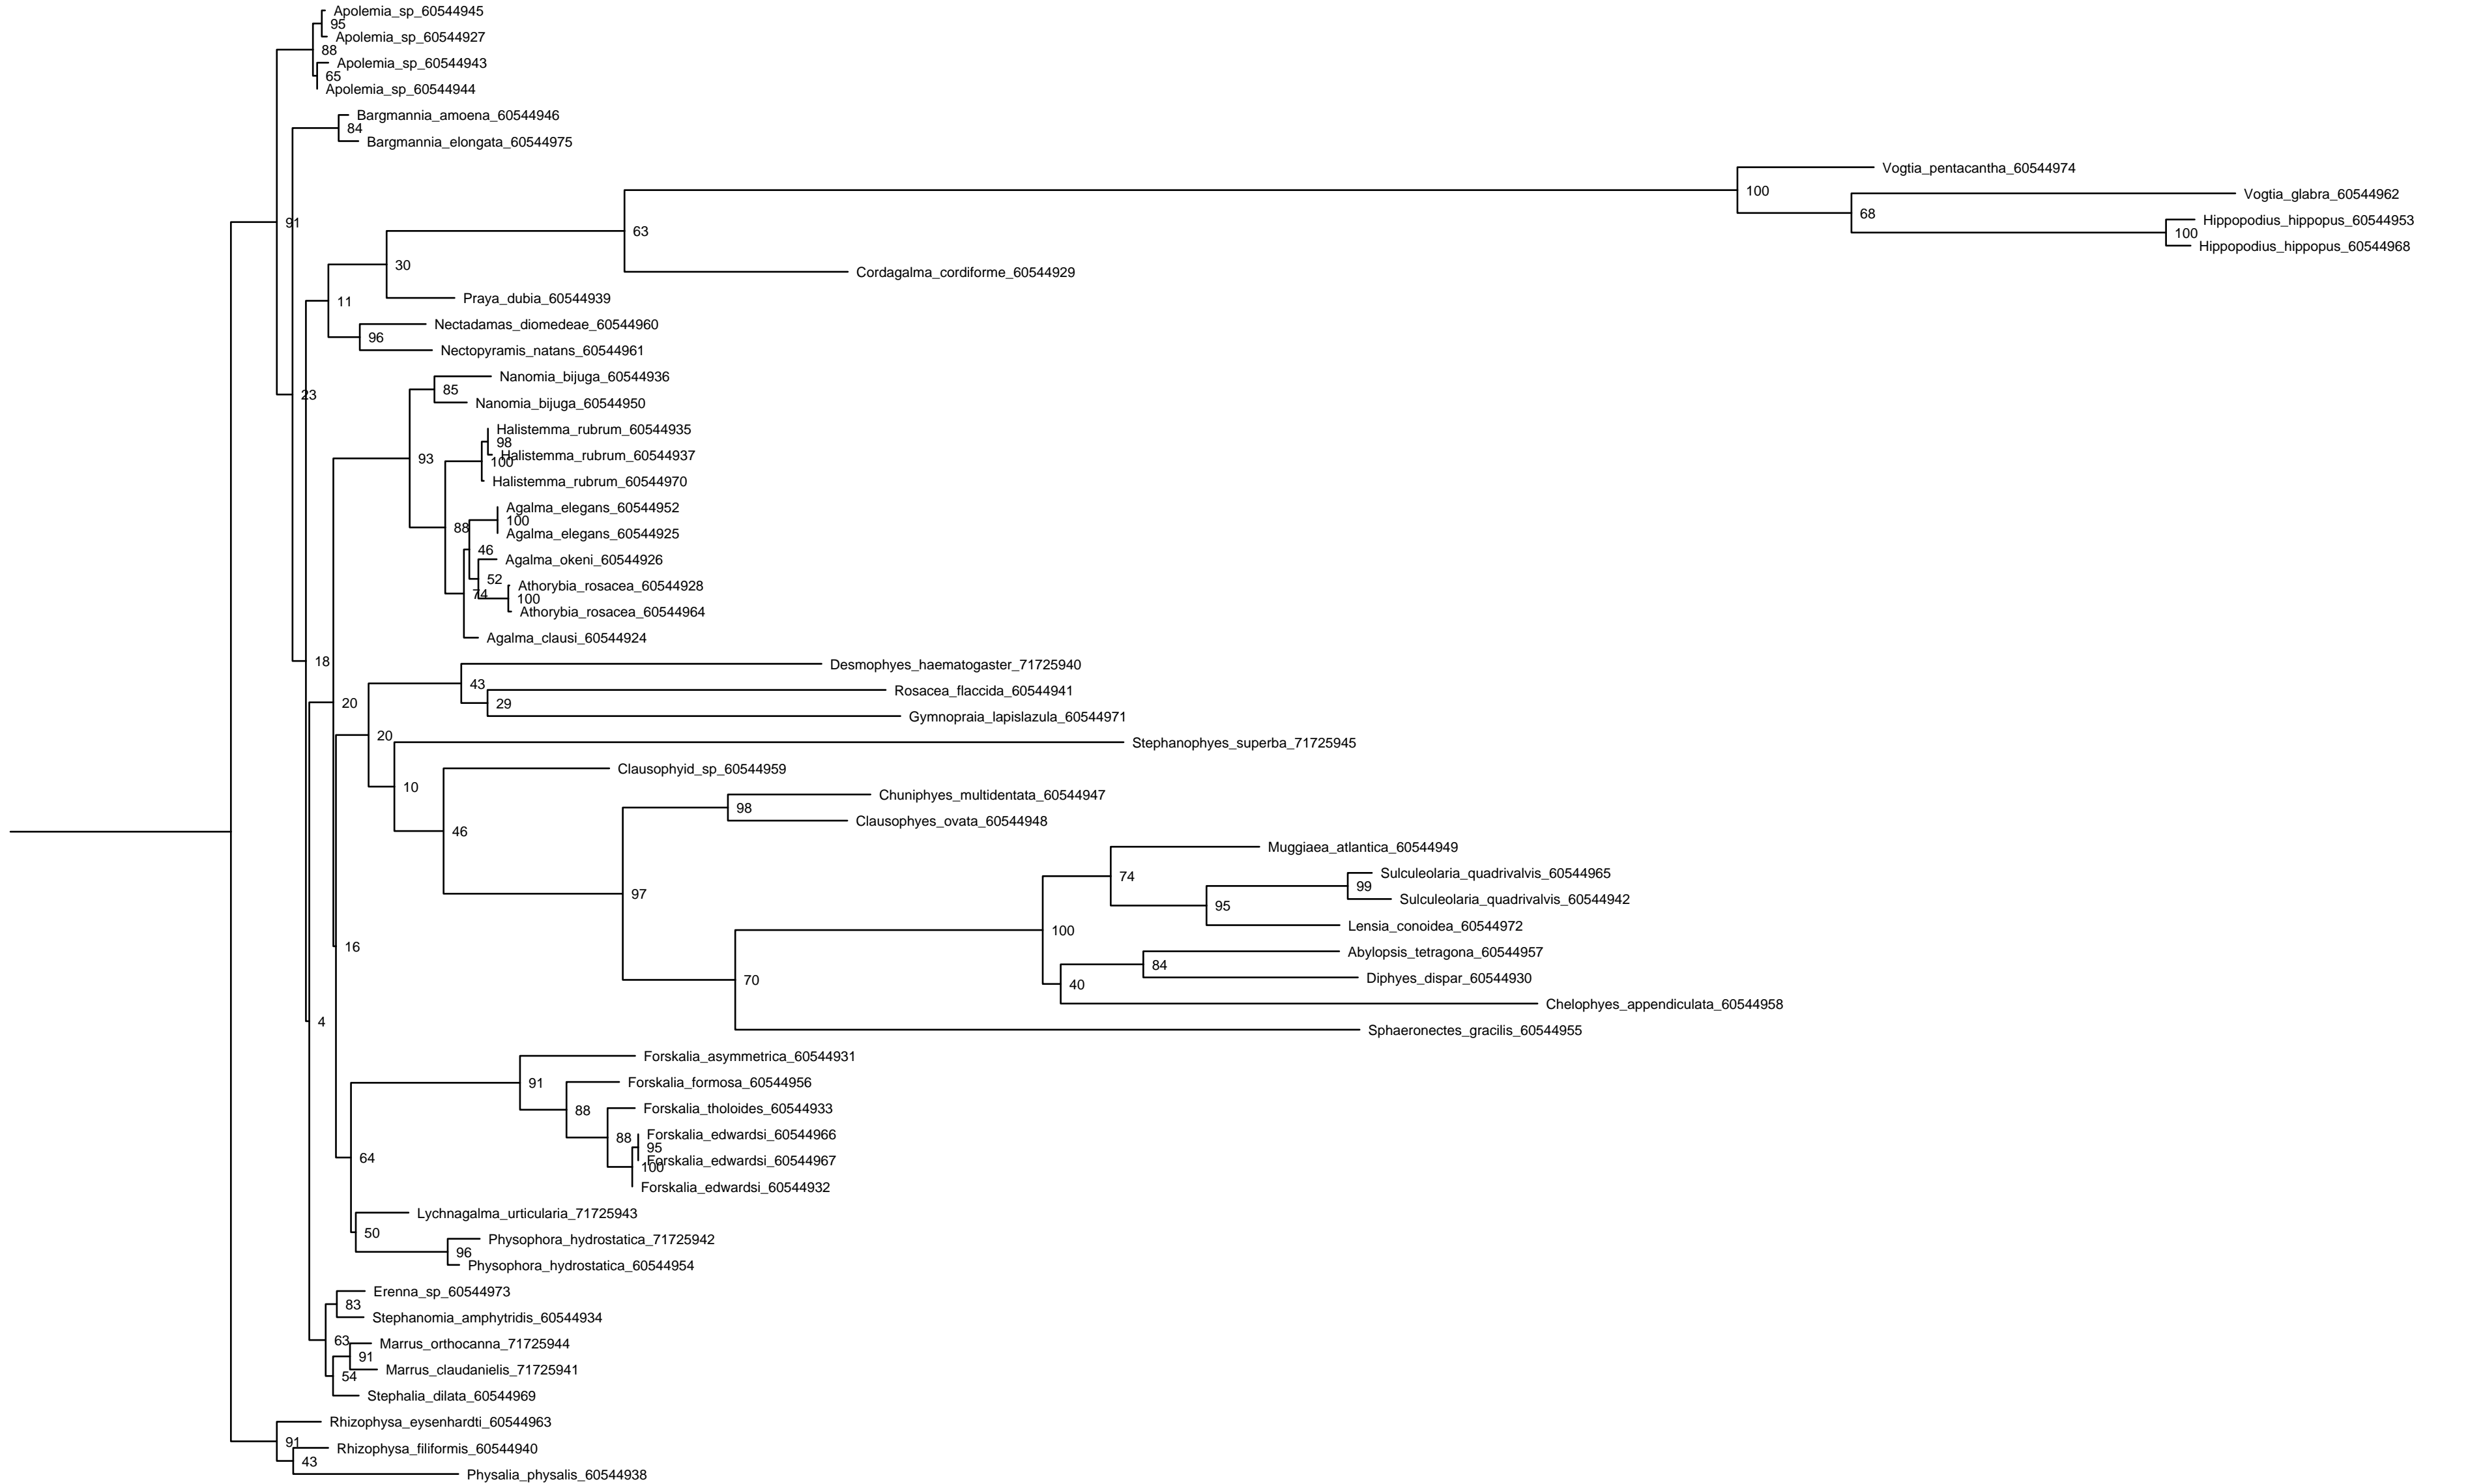 Apolemia_sp_60544945
95
Apolemia_sp_60544927
88
Apolemia_sp_60544943
65
Apolemia_sp_60544944
Bargmannia_amoena_60544946
84
Bargmannia_elongata_60544975
Vogtia_pentacantha_60544974
100
Vogtia_glabra_60544962
68
Hippopodius_hippopus_60544953
91
63
100
Hippopodius_hippopus_60544968
30
Cordagalma_cordiforme_60544929
Praya_dubia_60544939
11
Nectadamas_diomedeae_60544960
96
Nectopyramis_natans_60544961
Nanomia_bijuga_60544936
85
23
Nanomia_bijuga_60544950
Halistemma_rubrum_60544935
98
Halistemma_rubrum_60544937
93
100
Halistemma_rubrum_60544970
Agalma_elegans_60544952
100
88
Agalma_elegans_60544925
46
Agalma_okeni_60544926
52
Athorybia_rosacea_60544928
74
100
Athorybia_rosacea_60544964
Agalma_clausi_60544924
18
Desmophyes_haematogaster_71725940
43
Rosacea_flaccida_60544941
20
29
Gymnopraia_lapislazula_60544971
20
Stephanophyes_superba_71725945
Clausophyid_sp_60544959
10
Chuniphyes_multidentata_60544947
98
Clausophyes_ovata_60544948
46
Muggiaea_atlantica_60544949
Sulculeolaria_quadrivalvis_60544965
74
99
97
Sulculeolaria_quadrivalvis_60544942
95
Lensia_conoidea_60544972
100
16
Abylopsis_tetragona_60544957
84
Diphyes_dispar_60544930
70
40
Chelophyes_appendiculata_60544958
4
Sphaeronectes_gracilis_60544955
Forskalia_asymmetrica_60544931
91
Forskalia_formosa_60544956
88
Forskalia_tholoides_60544933
88
Forskalia_edwardsi_60544966
95
64
Forskalia_edwardsi_60544967
100
Forskalia_edwardsi_60544932
Lychnagalma_urticularia_71725943
50
Physophora_hydrostatica_71725942
96
Physophora_hydrostatica_60544954
Erenna_sp_60544973
83
Stephanomia_amphytridis_60544934
63
Marrus_orthocanna_71725944
91
Marrus_claudanielis_71725941
54
Stephalia_dilata_60544969
Rhizophysa_eysenhardti_60544963
91
Rhizophysa_filiformis_60544940
43
Physalia_physalis_60544938